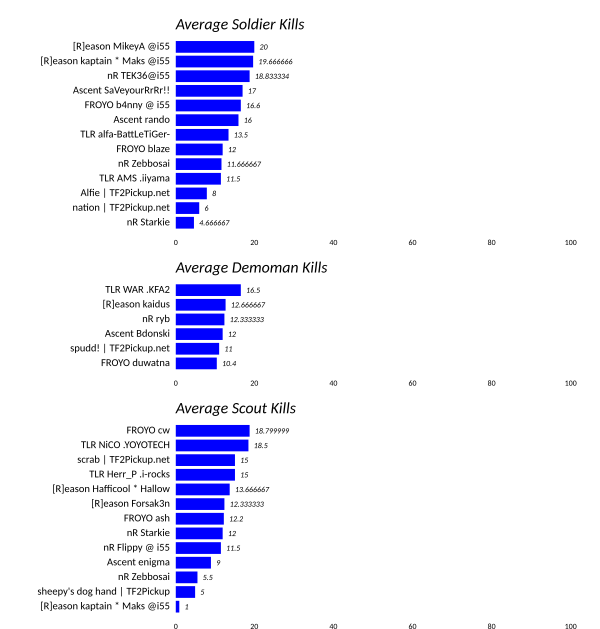 Average Soldier Kills
[R]eason MikeyA @i55 20
[R]eason kaptain * Maks @i55 19.666666
nR TEK36@i55 18.833334
Ascent SaVeyourRrRr!! 17
FROYO b4nny @ i55 16.6
Ascent rando 16
TLR alfa-BattLeTiGer- 13.5
FROYO blaze 12
nR Zebbosai 11.666667
TLR AMS .iiyama 11.5
Alfie | TF2Pickup.net 8
nation | TF2Pickup.net 6
nR Starkie 4.666667
0 20 40 60 80 100
Average Demoman Kills
TLR WAR .KFA2 16.5
[R]eason kaidus 12.666667
nR ryb 12.333333
Ascent Bdonski 12
spudd! | TF2Pickup.net 11
FROYO duwatna 10.4
0 20 40 60 80 100
Average Scout Kills
FROYO cw 18.799999
TLR NiCO .YOYOTECH 18.5
scrab | TF2Pickup.net 15
TLR Herr_P .i-rocks 15
[R]eason Hafficool * Hallow 13.666667
[R]eason Forsak3n 12.333333
FROYO ash 12.2
nR Starkie 12
nR Flippy @ i55 11.5
Ascent enigma 9
nR Zebbosai 5.5
sheepy's dog hand | TF2Pickup 5
[R]eason kaptain * Maks @i55 1
0 20 40 60 80 100